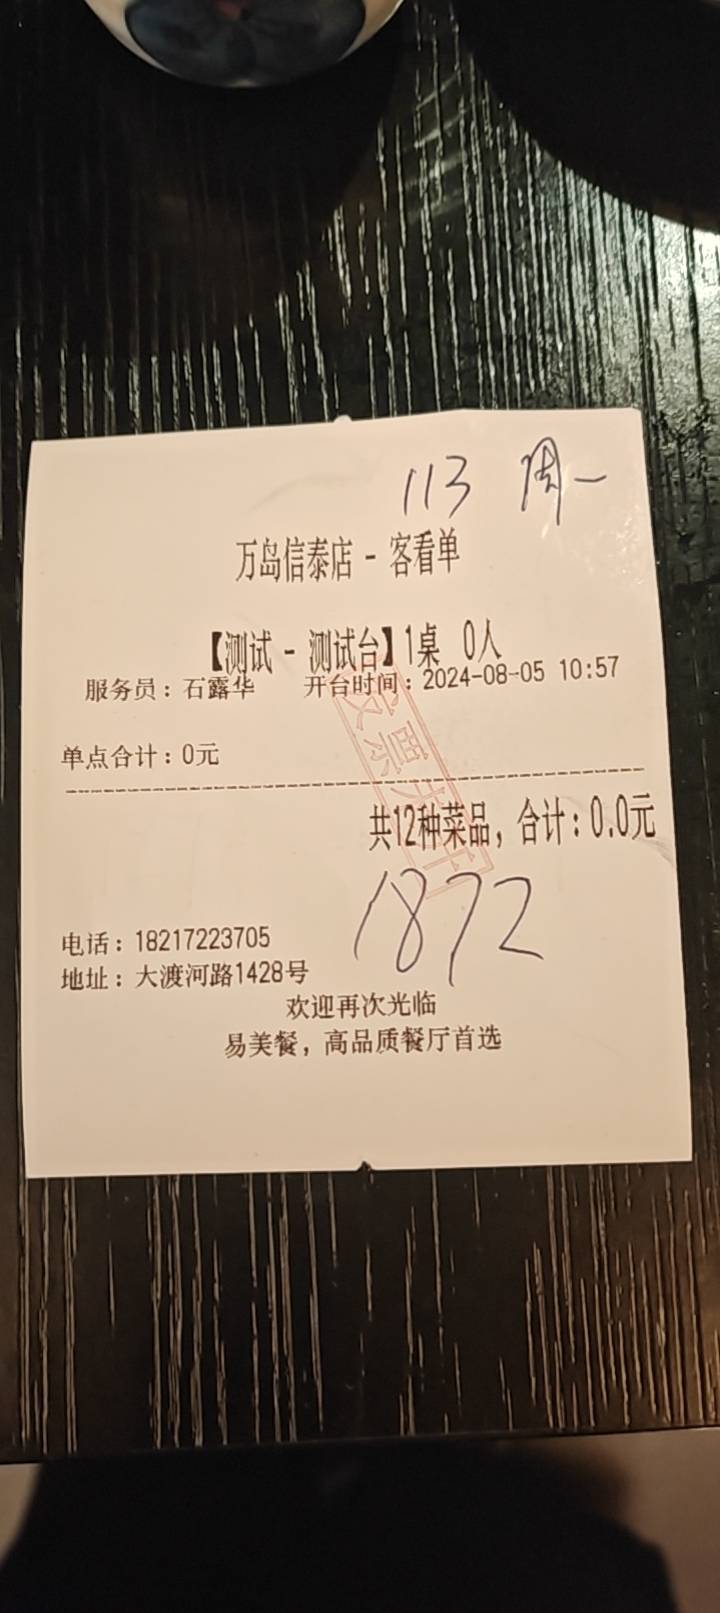 113 周一
万岛信泰店 - 客看单
【测试 - 测试台】1桌 0人
服务员：石露华 开台时间：2024-08-05 10:57
单点合计：0元
共12种菜品，合计：0.0元
1872
电话：18217223705
地址：大渡河路1428号
欢迎再次光临
易美餐，高品质餐厅首选